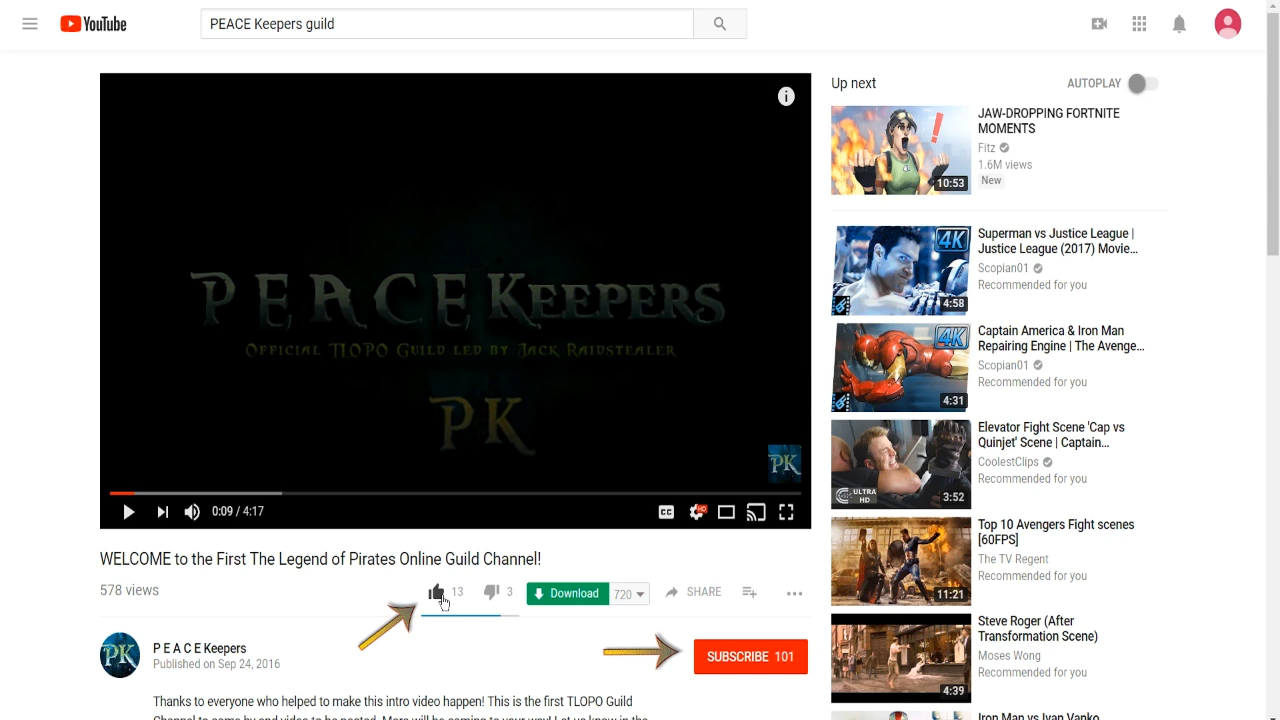 YouTube
PEACE Keepers guild
PEACE KEEPERS
OFFICIAL TLOPO GUILD LED BY JACK RAIDSTEALER
PK
PK
0:09 / 4:17
CC
HD
WELCOME to the First The Legend of Pirates Online Guild Channel!
578 views
13
3
Download
720
SHARE
PK
P E A C E Keepers
Published on Sep 24, 2016
SUBSCRIBE 101
Thanks to everyone who helped to make this intro video happen! This is the first TLOPO Guild
Up next
AUTOPLAY
10:53
JAW-DROPPING FORTNITE
MOMENTS
Fitz
1.6M views
New
4K
4:58
Superman vs Justice League |
Justice League (2017) Movie...
Scopian01
Recommended for you
4K
4:31
Captain America & Iron Man
Repairing Engine | The Avenge...
Scopian01
Recommended for you
ULTRA
HD
3:52
Elevator Fight Scene 'Cap vs
Quinjet' Scene | Captain...
CoolestClips
Recommended for you
11:21
Top 10 Avengers Fight scenes
[60FPS]
The TV Regent
Recommended for you
4:39
Steve Roger (After
Transformation Scene)
Moses Wong
Recommended for you
Iron Man vs Ivan Vanko